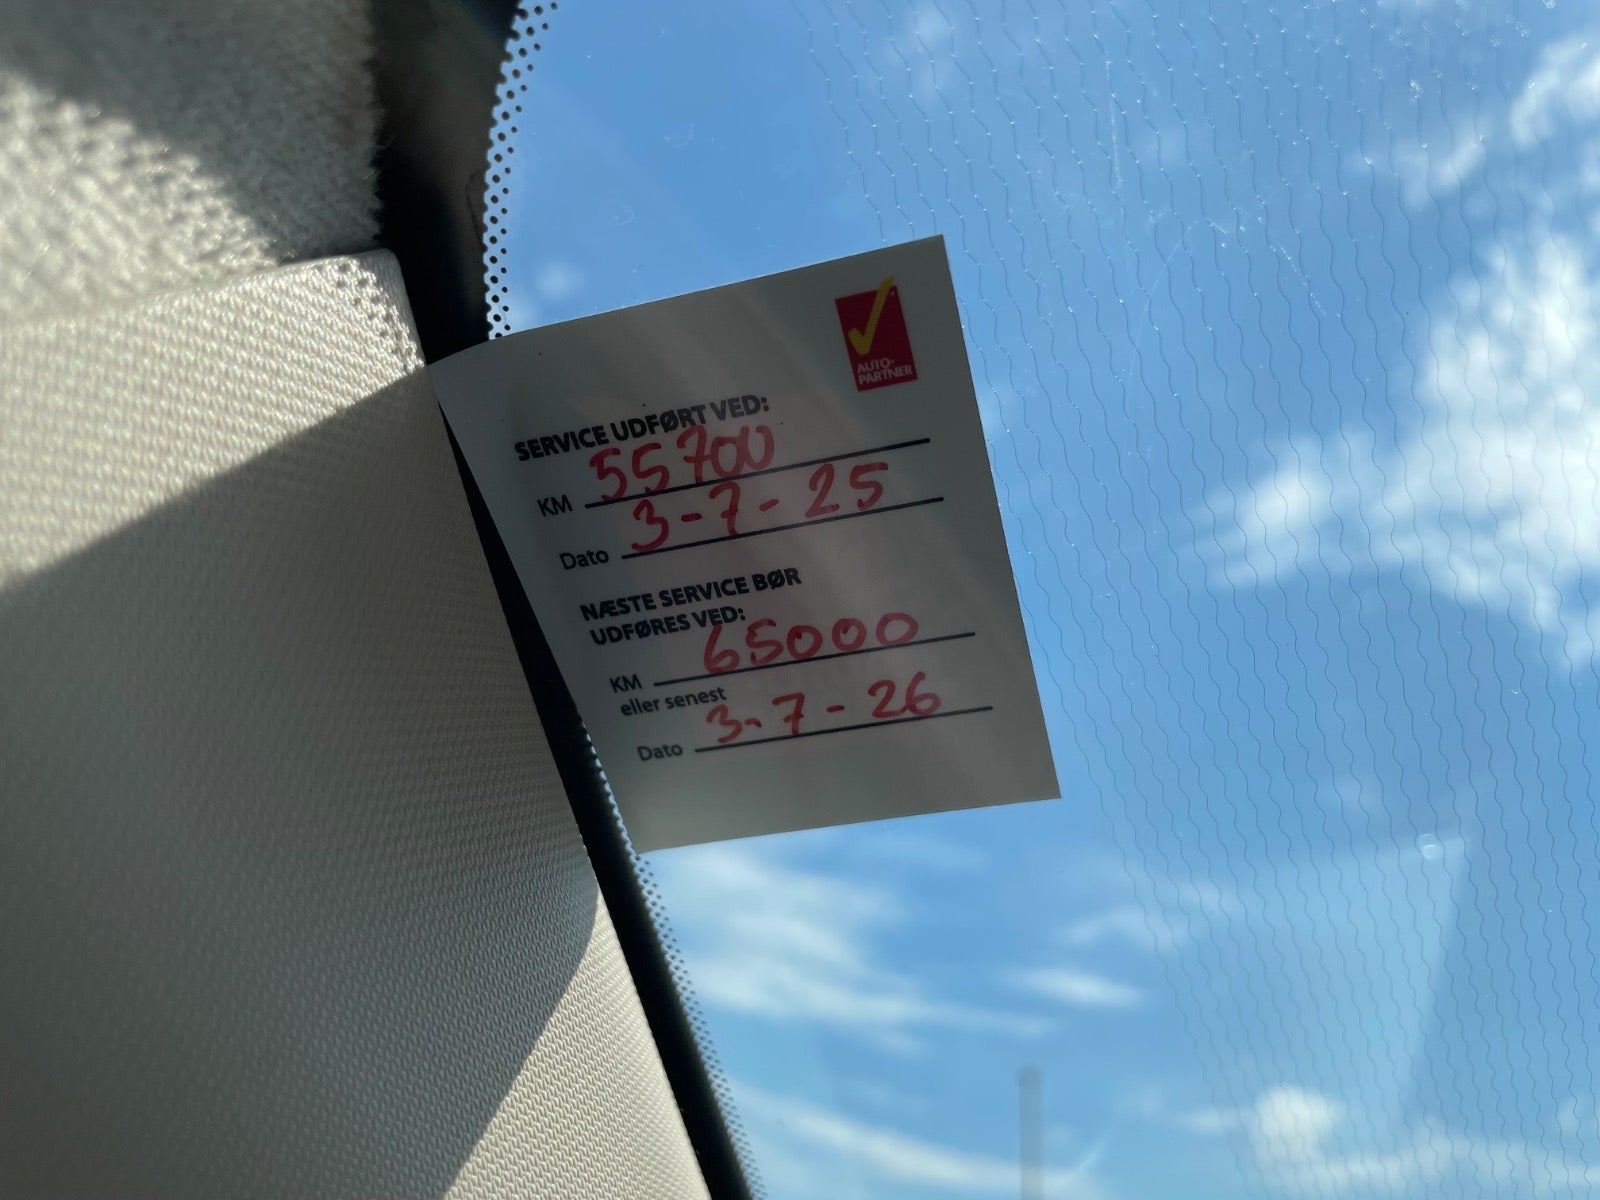 AUTO-
PARTNER
SERVICE UDFØRT VED:
KM 55700
Dato 3-7-25
NÆSTE SERVICE BØR
UDFØRES VED:
KM 65000
eller senest
Dato 3-7-26